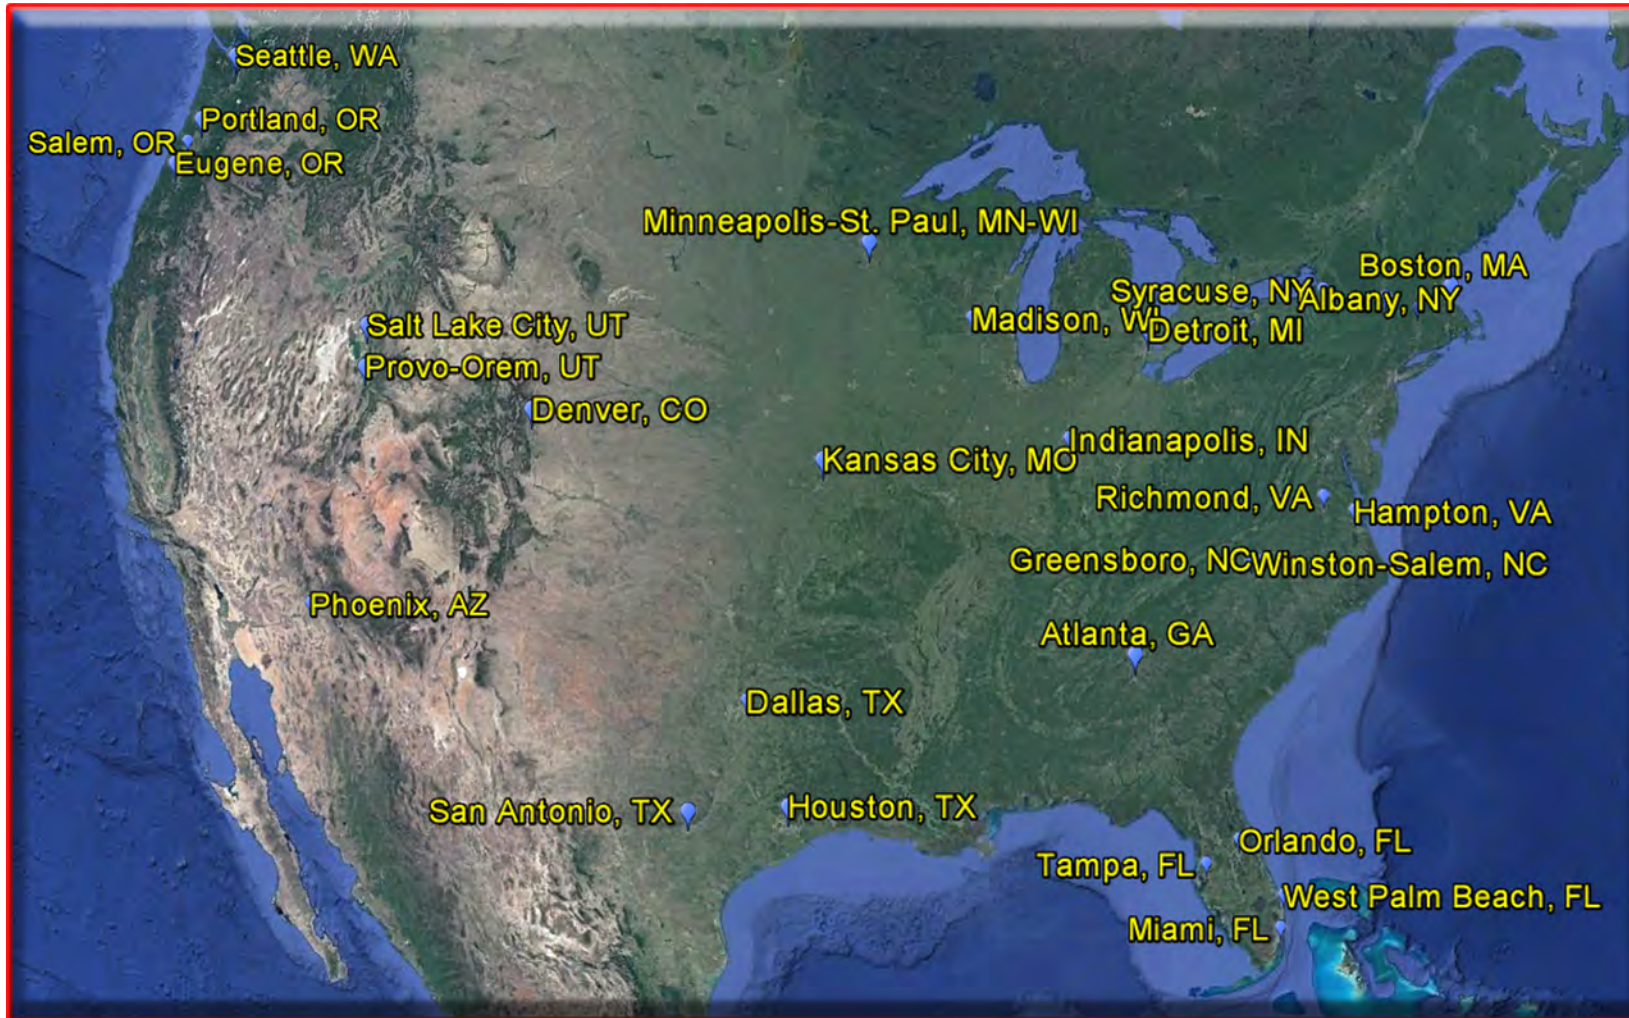 Seattle, WA
Portland, OR
Salem, OR
Eugene, OR
Minneapolis-St. Paul, MN-WI
Boston, MA
Syracuse, NY
Albany, NY
Madison, WI
Detroit, MI
Salt Lake City, UT
Provo-Orem, UT
Denver, CO
Indianapolis, IN
Kansas City, MO
Richmond, VA
Hampton, VA
Greensboro, NC
Winston-Salem, NC
Phoenix, AZ
Atlanta, GA
Dallas, TX
San Antonio, TX
Houston, TX
Orlando, FL
Tampa, FL
West Palm Beach, FL
Miami, FL